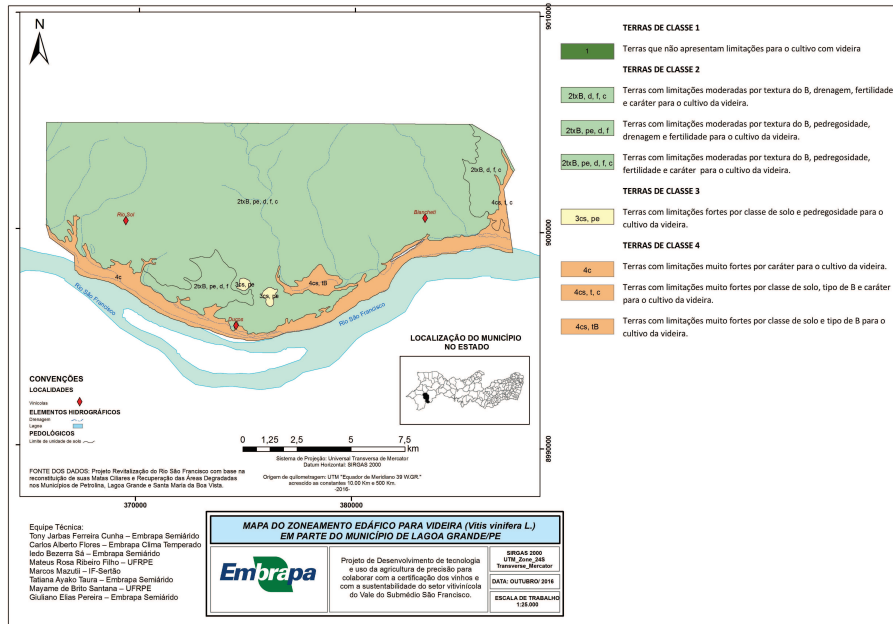 N
9010000
9000000
8990000
370000
380000
2txB, d, f, c
4cs, t, c
2txB, pe, d, f, c
Rio Sol
Bianchett
4c
2txB, pe, d, f
3cs, pe
3cs, pe
4cs, tB
Ducos
Rio São Francisco
Rio São Francisco
LOCALIZAÇÃO DO MUNICÍPIO
NO ESTADO
CONVENÇÕES
LOCALIDADES
Vinícolas
ELEMENTOS HIDROGRÁFICOS
Drenagem
Lagoa
PEDOLÓGICOS
Limite de unidade de solo
0 1,25 2,5 5 7,5
km
Sistema de Projeção: Universal Transversa de Mercator
Datum Horizontal: SIRGAS 2000
Origem de quilometragem: UTM "Equador de Meridiano 39 W.GR."
acrescido as constantes 10.00 Km e 500 Km.
-2016-
FONTE DOS DADOS: Projeto Revitalização do Rio São Francisco com base na
reconstituição de suas Matas Ciliares e Recuperação das Áreas Degradadas
nos Municípios de Petrolina, Lagoa Grande e Santa Maria da Boa Vista.
TERRAS DE CLASSE 1
1 Terras que não apresentam limitações para o cultivo com videira
TERRAS DE CLASSE 2
2txB, d, f, c Terras com limitações moderadas por textura do B, drenagem, fertilidade
e caráter para o cultivo da videira.
2txB, pe, d, f Terras com limitações moderadas por textura do B, pedregosidade,
drenagem e fertilidade para o cultivo da videira.
2txB, pe, d, f, c Terras com limitações moderadas por textura do B, pedregosidade,
fertilidade e caráter para o cultivo da videira.
TERRAS DE CLASSE 3
3cs, pe Terras com limitações fortes por classe de solo e pedregosidade para o
cultivo da videira.
TERRAS DE CLASSE 4
4c Terras com limitações muito fortes por caráter para o cultivo da videira.
4cs, t, c Terras com limitações muito fortes por classe de solo, tipo de B e caráter
para o cultivo da videira.
4cs, tB Terras com limitações muito fortes por classe de solo e tipo de B para o
cultivo da videira.
Equipe Técnica:
Tony Jarbas Ferreira Cunha – Embrapa Semiárido
Carlos Alberto Flores – Embrapa Clima Temperado
Iedo Bezerra Sá – Embrapa Semiárido
Mateus Rosa Ribeiro Filho – UFRPE
Marcos Mazutii – IF-Sertão
Tatiana Ayako Taura – Embrapa Semiárido
Mayame de Brito Santana – UFRPE
Giuliano Elias Pereira – Embrapa Semiárido
MAPA DO ZONEAMENTO EDÁFICO PARA VIDEIRA (Vitis vinifera L.)
EM PARTE DO MUNICÍPIO DE LAGOA GRANDE/PE
Embrapa
Projeto de Desenvolvimento de tecnologia
e uso da agricultura de precisão para
colaborar com a certificação dos vinhos e
com a sustentabilidade do setor vitivinícola
do Vale do Submédio São Francisco.
SIRGAS 2000
UTM_Zone_24S
Transverse_Mercator
DATA: OUTUBRO/ 2016
ESCALA DE TRABALHO
1:25.000